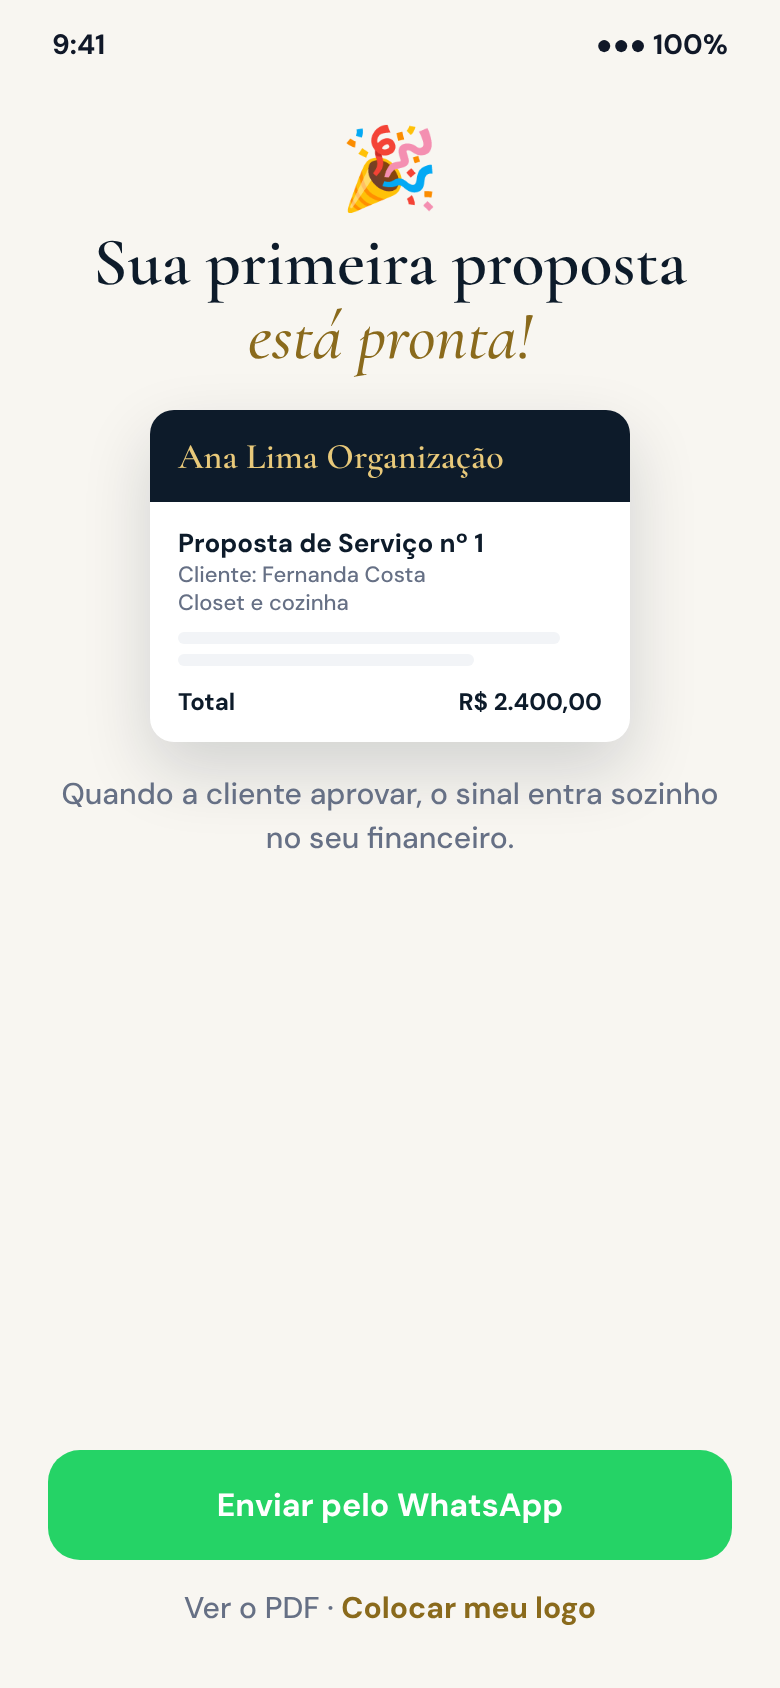 9:41
100%
Sua primeira proposta
está pronta!
Ana Lima Organização
Proposta de Serviço nº 1
Cliente: Fernanda Costa
Closet e cozinha
Total R$ 2.400,00
Quando a cliente aprovar, o sinal entra sozinho
no seu financeiro.
Enviar pelo WhatsApp
Ver o PDF · Colocar meu logo